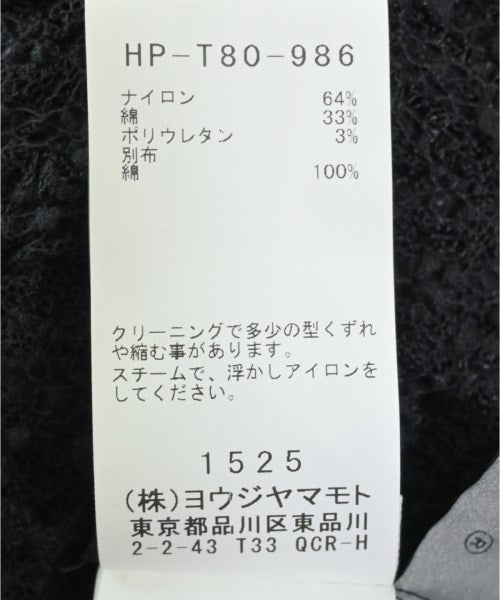 HP-T80-986
ナイロン 64%
綿 33%
ポリウレタン 3%
別布
綿 100%
クリーニングで多少の型くずれ
や縮む事があります。
スチームで、浮かしアイロンを
してください。
1525
(株)ヨウジヤマモト
東京都品川区東品川
2-2-43 T33 QCR-H